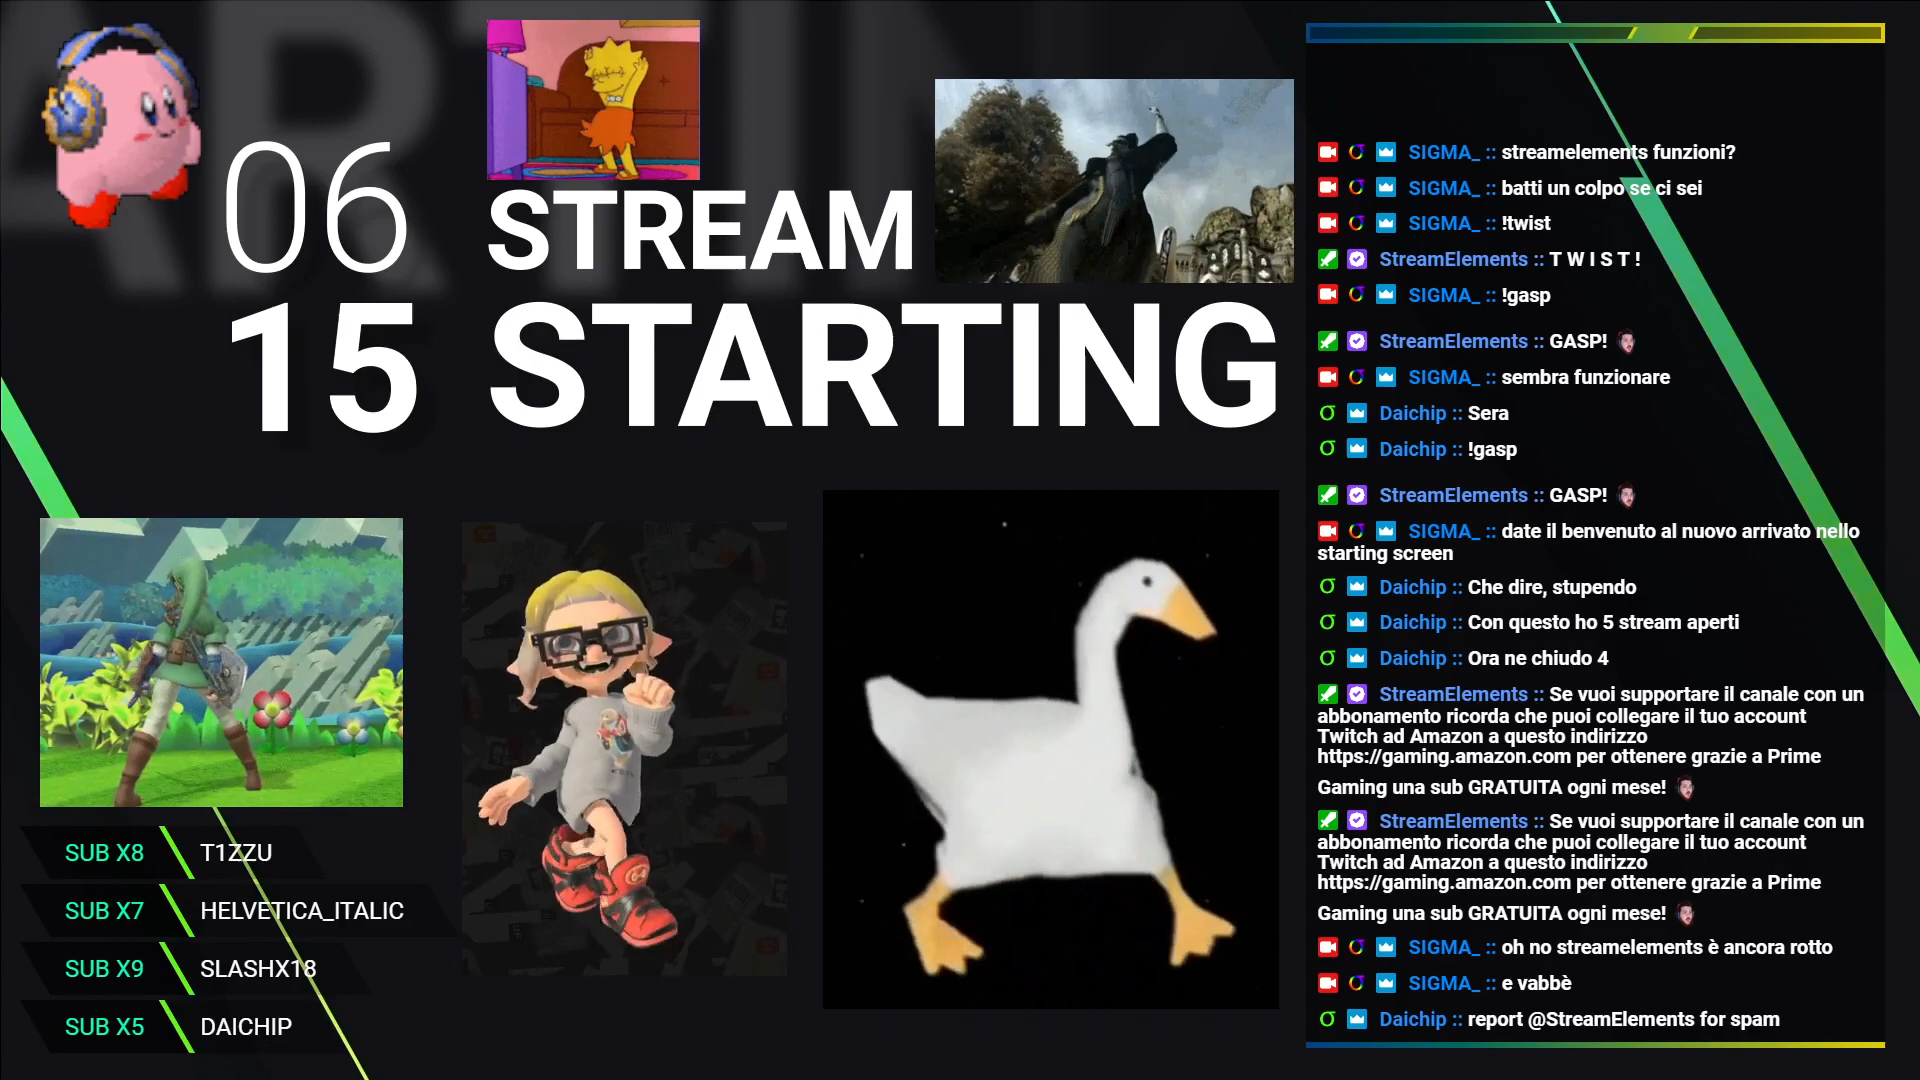 06
15
STREAM
STARTING
SUB X8 T1ZZU
SUB X7 HELVETICA_ITALIC
SUB X9 SLASHX18
SUB X5 DAICHIP
SIGMA_ :: streamelements funzioni?
SIGMA_ :: batti un colpo se ci sei
SIGMA_ :: !twist
StreamElements :: T W I S T !
SIGMA_ :: !gasp
StreamElements :: GASP!
SIGMA_ :: sembra funzionare
σ Daichip :: Sera
σ Daichip :: !gasp
StreamElements :: GASP!
SIGMA_ :: date il benvenuto al nuovo arrivato nello
starting screen
σ Daichip :: Che dire, stupendo
σ Daichip :: Con questo ho 5 stream aperti
σ Daichip :: Ora ne chiudo 4
StreamElements :: Se vuoi supportare il canale con un
abbonamento ricorda che puoi collegare il tuo account
Twitch ad Amazon a questo indirizzo
https://gaming.amazon.com per ottenere grazie a Prime
Gaming una sub GRATUITA ogni mese!
StreamElements :: Se vuoi supportare il canale con un
abbonamento ricorda che puoi collegare il tuo account
Twitch ad Amazon a questo indirizzo
https://gaming.amazon.com per ottenere grazie a Prime
Gaming una sub GRATUITA ogni mese!
SIGMA_ :: oh no streamelements è ancora rotto
SIGMA_ :: e vabbè
σ Daichip :: report @StreamElements for spam